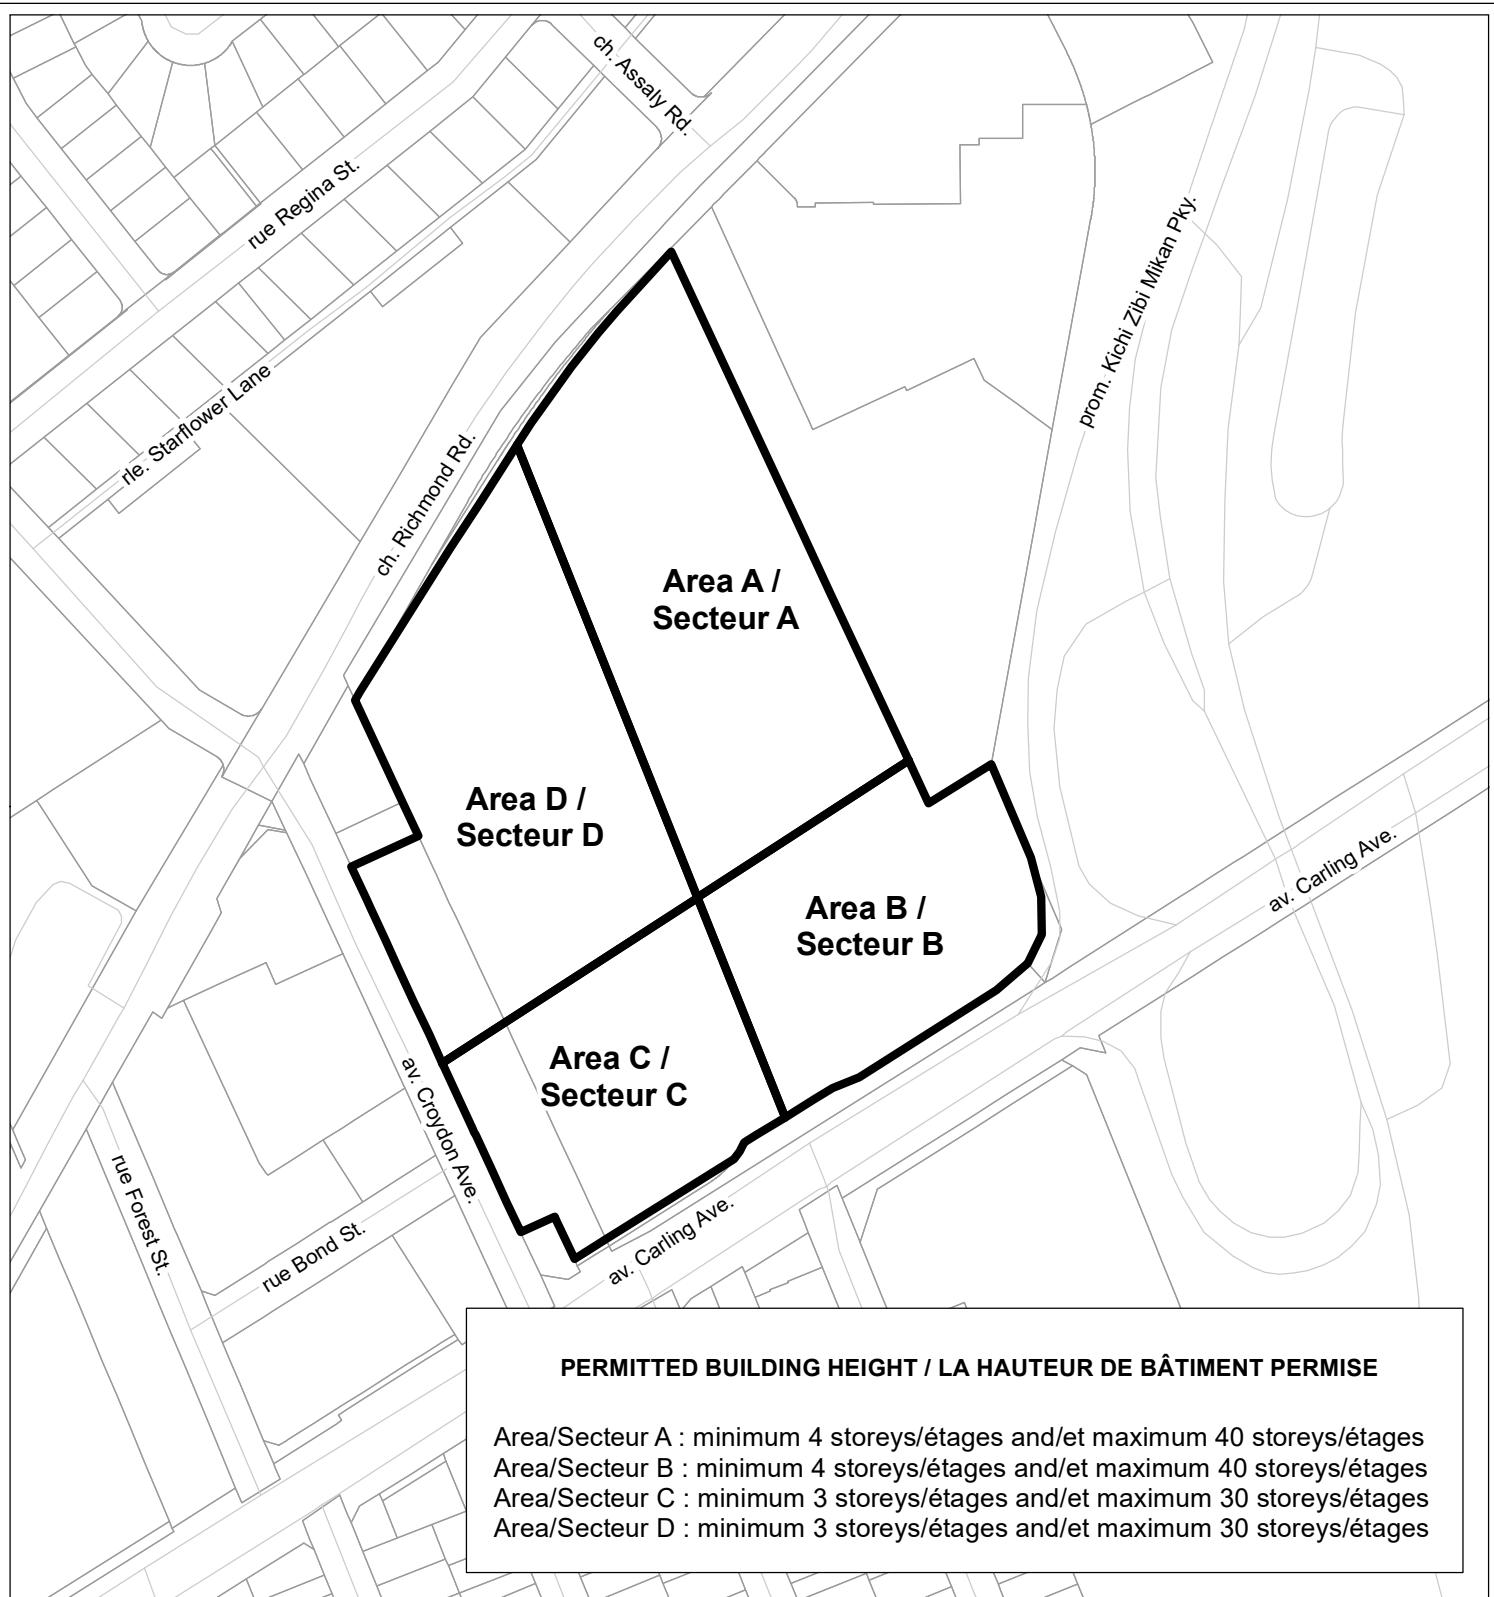 ch. Assaly Rd.
rue Regina St.
prom. Kichi Zibi Mikan Pky.
rle. Starflower Lane
ch. Richmond Rd.
Area A /
Secteur A
Area D /
Secteur D
av. Carling Ave.
Area B /
Secteur B
Area C /
Secteur C
av. Croydon Ave.
rue Forest St.
rue Bond St.
av. Carling Ave.
PERMITTED BUILDING HEIGHT / LA HAUTEUR DE BÂTIMENT PERMISE
Area/Secteur A : minimum 4 storeys/étages and/et maximum 40 storeys/étages
Area/Secteur B : minimum 4 storeys/étages and/et maximum 40 storeys/étages
Area/Secteur C : minimum 3 storeys/étages and/et maximum 30 storeys/étages
Area/Secteur D : minimum 3 storeys/étages and/et maximum 30 storeys/étages